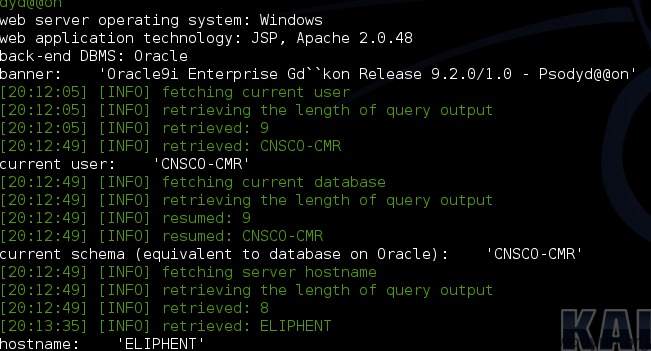 dyd@@on
web server operating system: Windows
web application technology: JSP, Apache 2.0.48
back-end DBMS: Oracle
banner:    'Oracle9i Enterprise Gd``kon Release 9.2.0/1.0 - Psodyd@@on'
[20:12:05] [INFO] fetching current user
[20:12:05] [INFO] retrieving the length of query output
[20:12:05] [INFO] retrieved: 9
[20:12:49] [INFO] retrieved: CNSCO-CMR
current user:    'CNSCO-CMR'
[20:12:49] [INFO] fetching current database
[20:12:49] [INFO] retrieving the length of query output
[20:12:49] [INFO] resumed: 9
[20:12:49] [INFO] resumed: CNSCO-CMR
current schema (equivalent to database on Oracle):    'CNSCO-CMR'
[20:12:49] [INFO] fetching server hostname
[20:12:49] [INFO] retrieving the length of query output
[20:12:49] [INFO] retrieved: 8
[20:13:35] [INFO] retrieved: ELIPHENT
hostname:    'ELIPHENT'